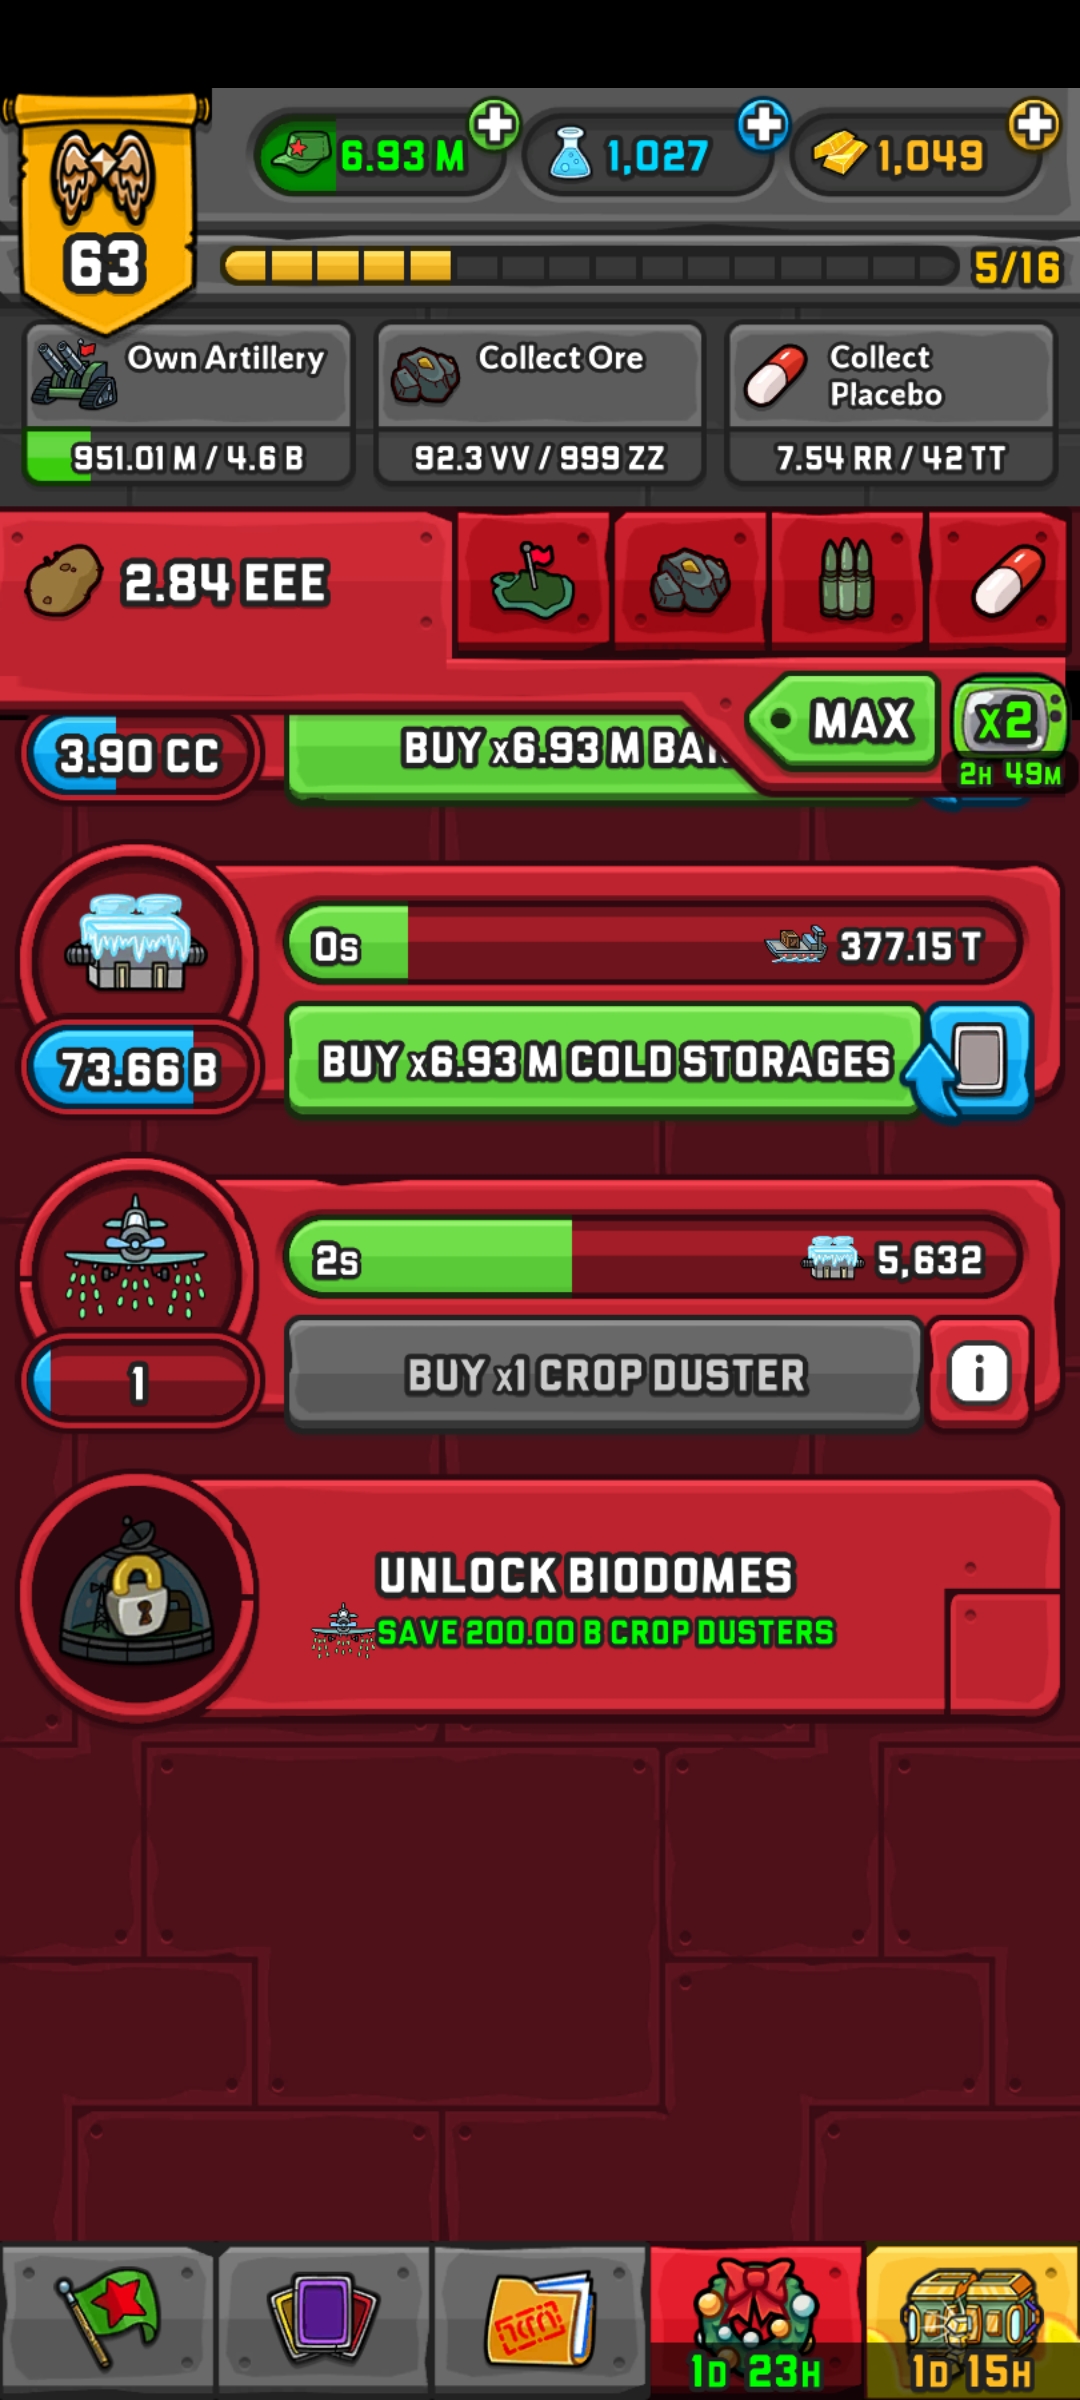 6.93 M
1,027
1,049
63
5/16
Own Artillery
951.01 M / 4.6 B
Collect Ore
92.3 VV / 999 ZZ
Collect
Placebo
7.54 RR / 42 TT
2.84 EEE
MAX
x2
2H 49M
3.90 CC
BUY x6.93 M
0s
377.15 T
73.66 B
BUY x6.93 M COLD STORAGES
2s
5,632
1
BUY x1 CROP DUSTER
i
UNLOCK BIODOMES
SAVE 200.00 B CROP DUSTERS
1D 23H
1D 15H